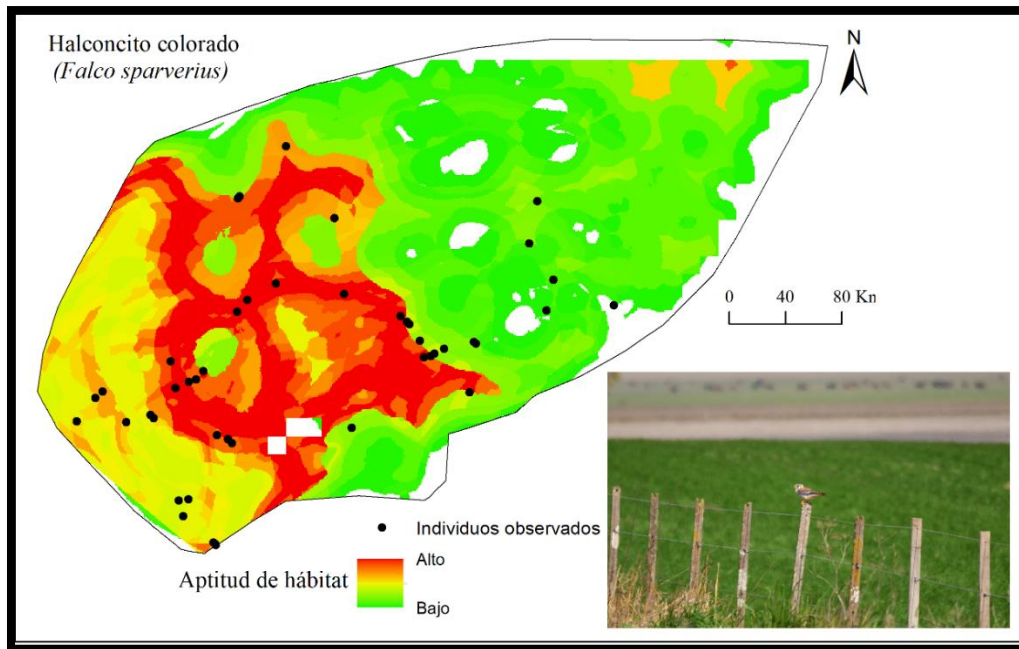 Halconcito colorado
(Falco sparverius)
N
0 40 80 Kn
Individuos observados
Aptitud de hábitat
Alto
Bajo